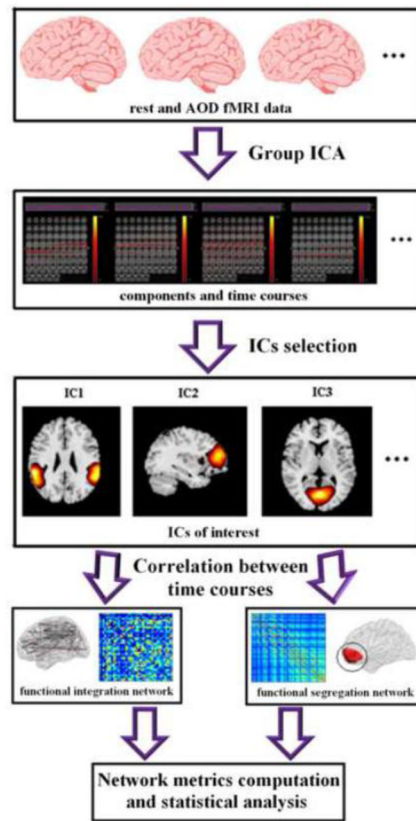 ...
rest and AOD fMRI data
Group ICA
components and time courses
ICs selection
IC1 IC2 IC3
...
ICs of interest
Correlation between
time courses
functional integration network functional segregation network
Network metrics computation
and statistical analysis